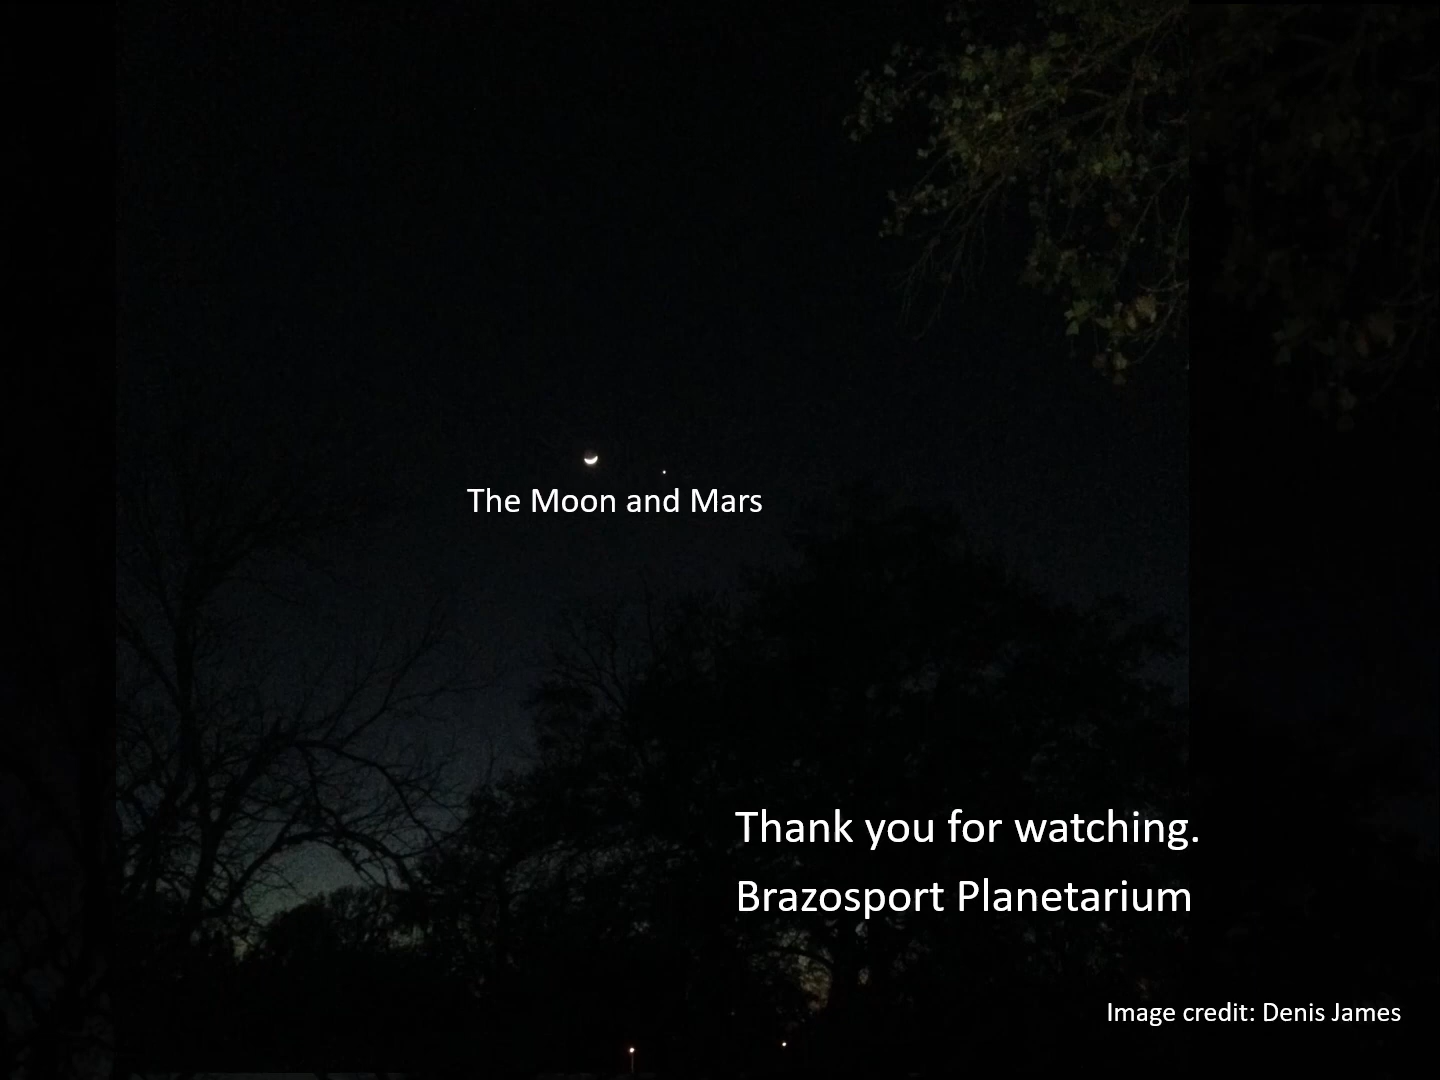 The Moon and Mars
Thank you for watching.
Brazosport Planetarium
Image credit: Denis James